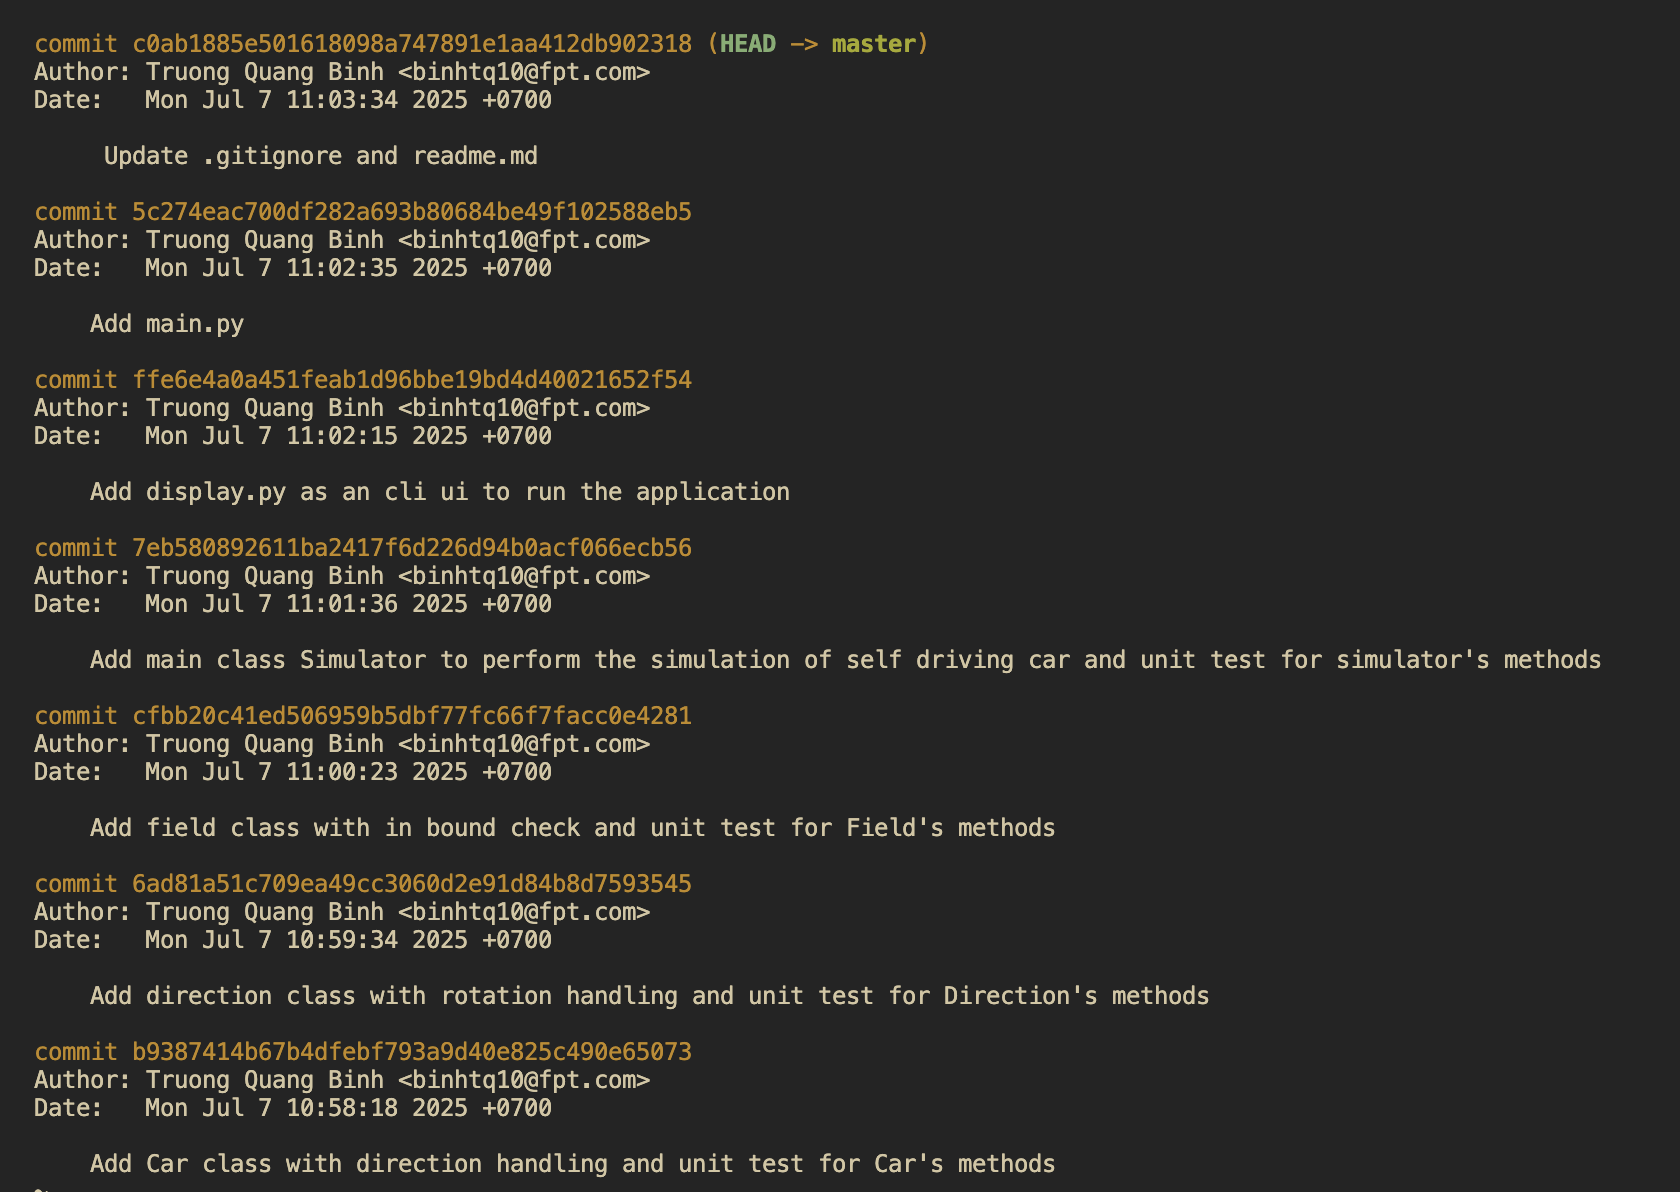 commit c0ab1885e501618098a747891e1aa412db902318 (HEAD -> master)
Author: Truong Quang Binh <binhtq10@fpt.com>
Date:   Mon Jul 7 11:03:34 2025 +0700
Update .gitignore and readme.md
commit 5c274eac700df282a693b80684be49f102588eb5
Author: Truong Quang Binh <binhtq10@fpt.com>
Date:   Mon Jul 7 11:02:35 2025 +0700
Add main.py
commit ffe6e4a0a451feab1d96bbe19bd4d40021652f54
Author: Truong Quang Binh <binhtq10@fpt.com>
Date:   Mon Jul 7 11:02:15 2025 +0700
Add display.py as an cli ui to run the application
commit 7eb580892611ba2417f6d226d94b0acf066ecb56
Author: Truong Quang Binh <binhtq10@fpt.com>
Date:   Mon Jul 7 11:01:36 2025 +0700
Add main class Simulator to perform the simulation of self driving car and unit test for simulator's methods
commit cfbb20c41ed506959b5dbf77fc66f7facc0e4281
Author: Truong Quang Binh <binhtq10@fpt.com>
Date:   Mon Jul 7 11:00:23 2025 +0700
Add field class with in bound check and unit test for Field's methods
commit 6ad81a51c709ea49cc3060d2e91d84b8d7593545
Author: Truong Quang Binh <binhtq10@fpt.com>
Date:   Mon Jul 7 10:59:34 2025 +0700
Add direction class with rotation handling and unit test for Direction's methods
commit b9387414b67b4dfebf793a9d40e825c490e65073
Author: Truong Quang Binh <binhtq10@fpt.com>
Date:   Mon Jul 7 10:58:18 2025 +0700
Add Car class with direction handling and unit test for Car's methods